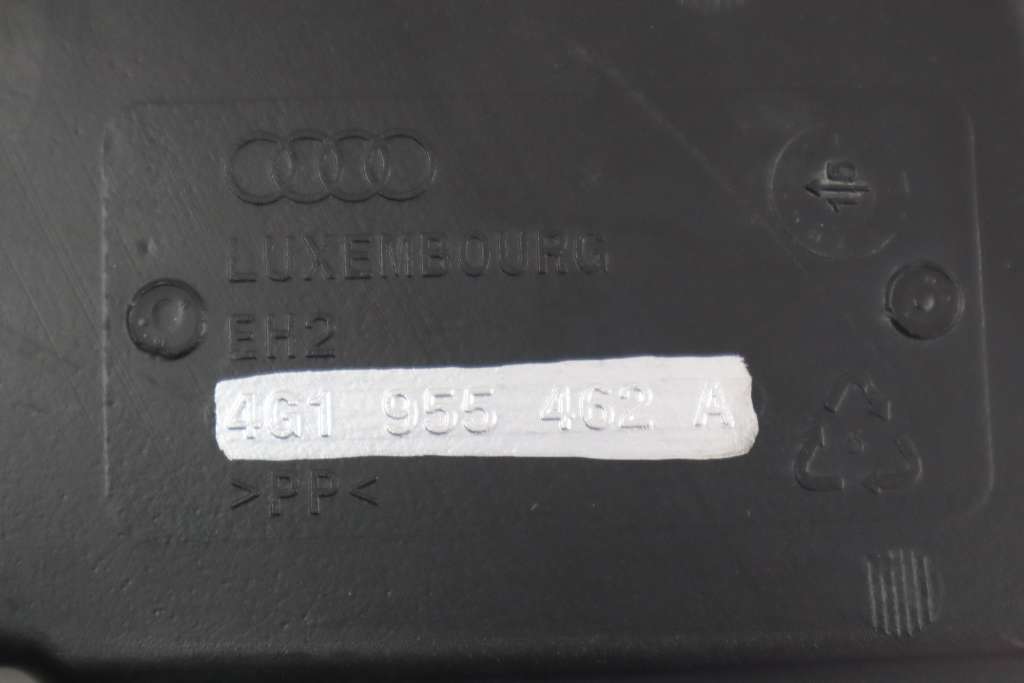 LUXEMBOURG
EH2
4G1 955 462 A
>PP<